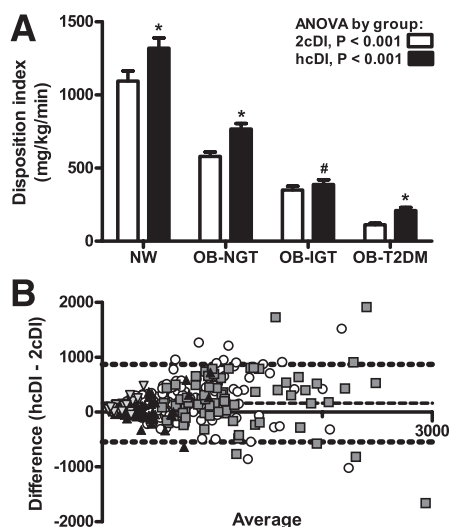 A
ANOVA by group:
2cDI, P < 0.001
hcDI, P < 0.001
Disposition index
(mg/kg/min)
1500
1000
500
0
*
*
#
*
NW
OB-NGT
OB-IGT
OB-T2DM
B
Difference (hcDI - 2cDI)
2000
1000
0
-1000
-2000
3000
Average